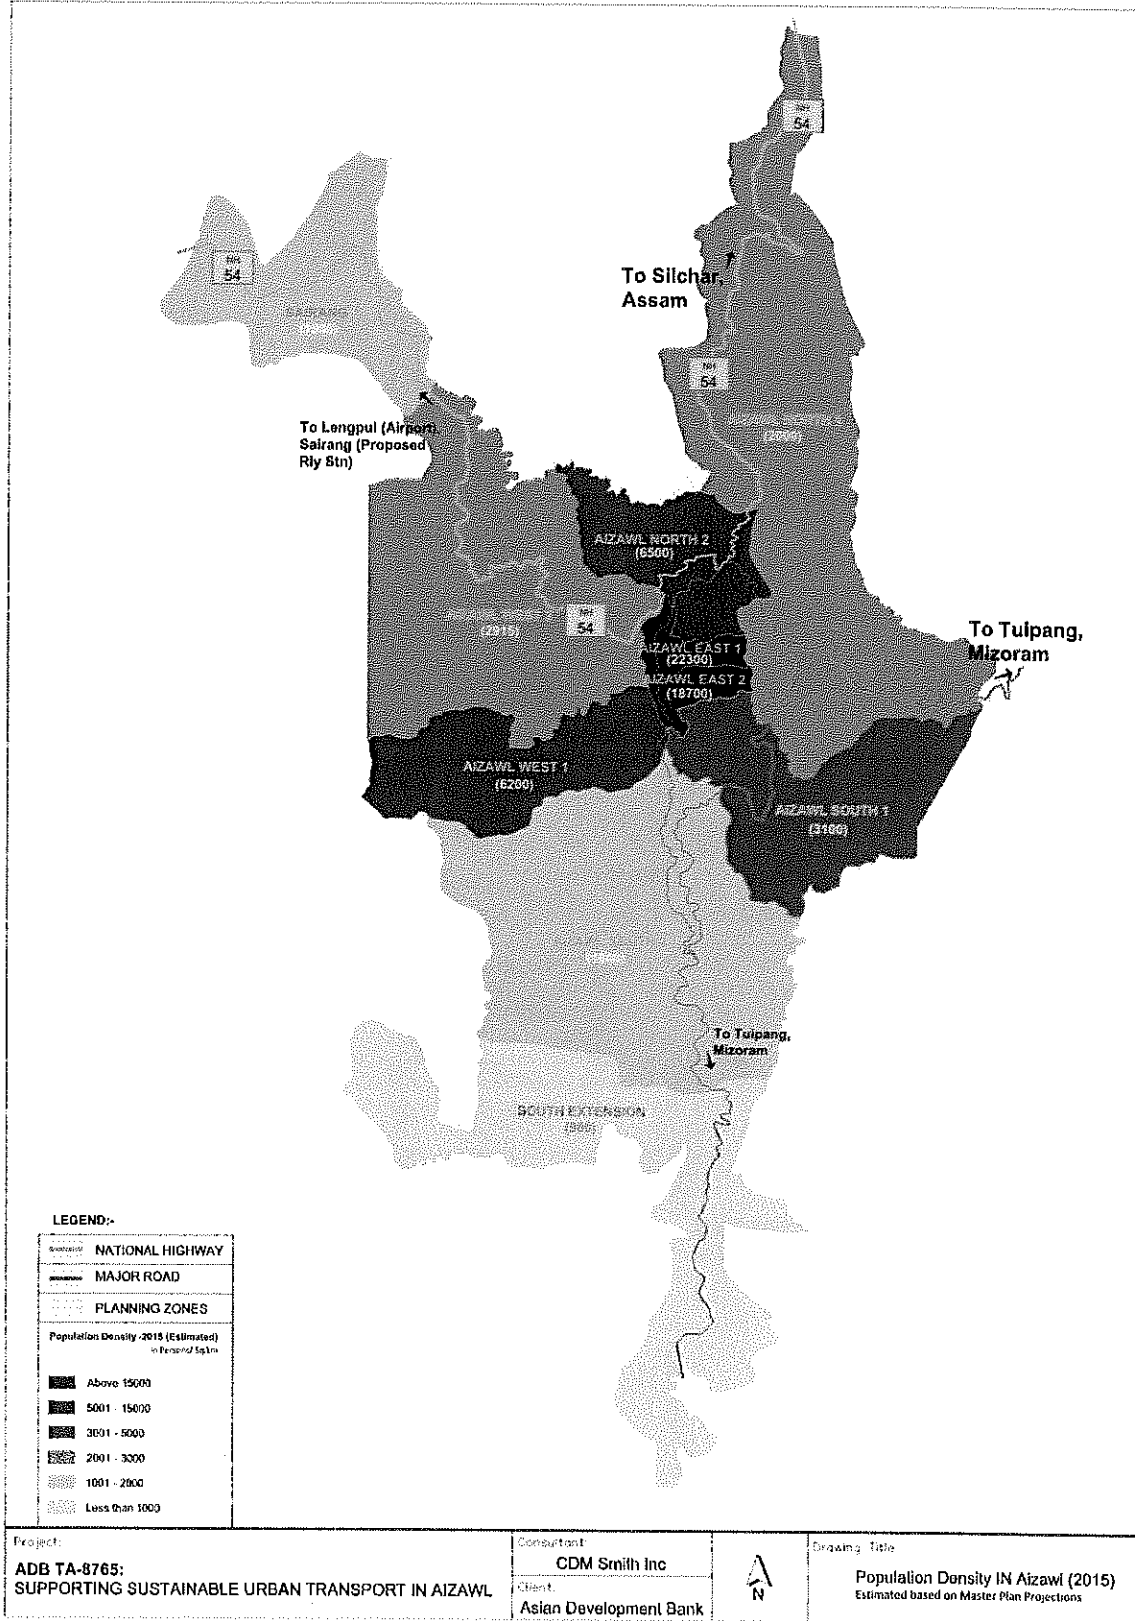 NH
54
NH
54
To Silchar,
Assam
NH
54
To Lengpui (Airport),
Sairang (Proposed
Rly Stn)
AIZAWL NORTH 2
(6500)
(2915)
NH
54
AIZAWL EAST 1
(22300)
AIZAWL EAST 2
(18700)
To Tuipang,
Mizoram
AIZAWL WEST 1
(6200)
AIZAWL SOUTH 1
(3100)
To Tuipang,
Mizoram
SOUTH EXTENSION
LEGEND:-
NATIONAL HIGHWAY
MAJOR ROAD
PLANNING ZONES
Population Density -2015 (Estimated)
in Person/ Sq km
Above 15000
5001 - 15000
3001 - 5000
2001 - 3000
1001 - 2000
Less than 1000
Project:
ADB TA-8765:
SUPPORTING SUSTAINABLE URBAN TRANSPORT IN AIZAWL
Consultant:
CDM Smith Inc
Client:
Asian Development Bank
N
Drawing Title
Population Density IN Aizawl (2015)
Estimated based on Master Plan Projections